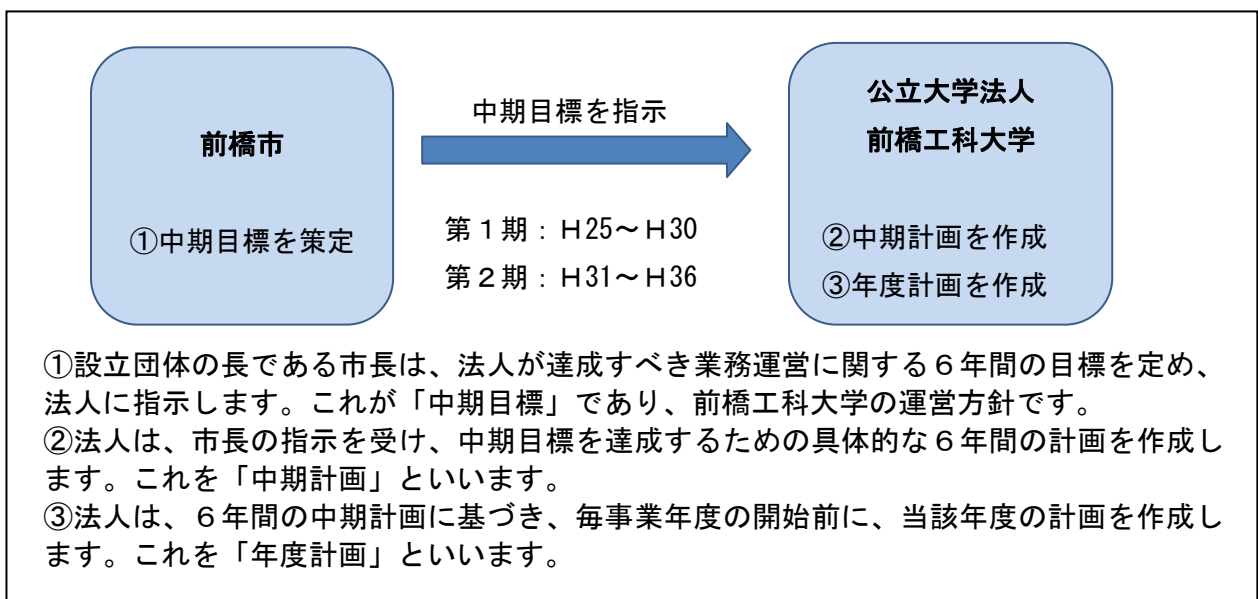 前橋市
①中期目標を策定
中期目標を指示
第１期：Ｈ25～Ｈ30
第２期：Ｈ31～Ｈ36
公立大学法人
前橋工科大学
②中期計画を作成
③年度計画を作成
①設立団体の長である市長は、法人が達成すべき業務運営に関する６年間の目標を定め、
法人に指示します。これが「中期目標」であり、前橋工科大学の運営方針です。
②法人は、市長の指示を受け、中期目標を達成するための具体的な６年間の計画を作成し
ます。これを「中期計画」といいます。
③法人は、６年間の中期計画に基づき、毎事業年度の開始前に、当該年度の計画を作成し
ます。これを「年度計画」といいます。